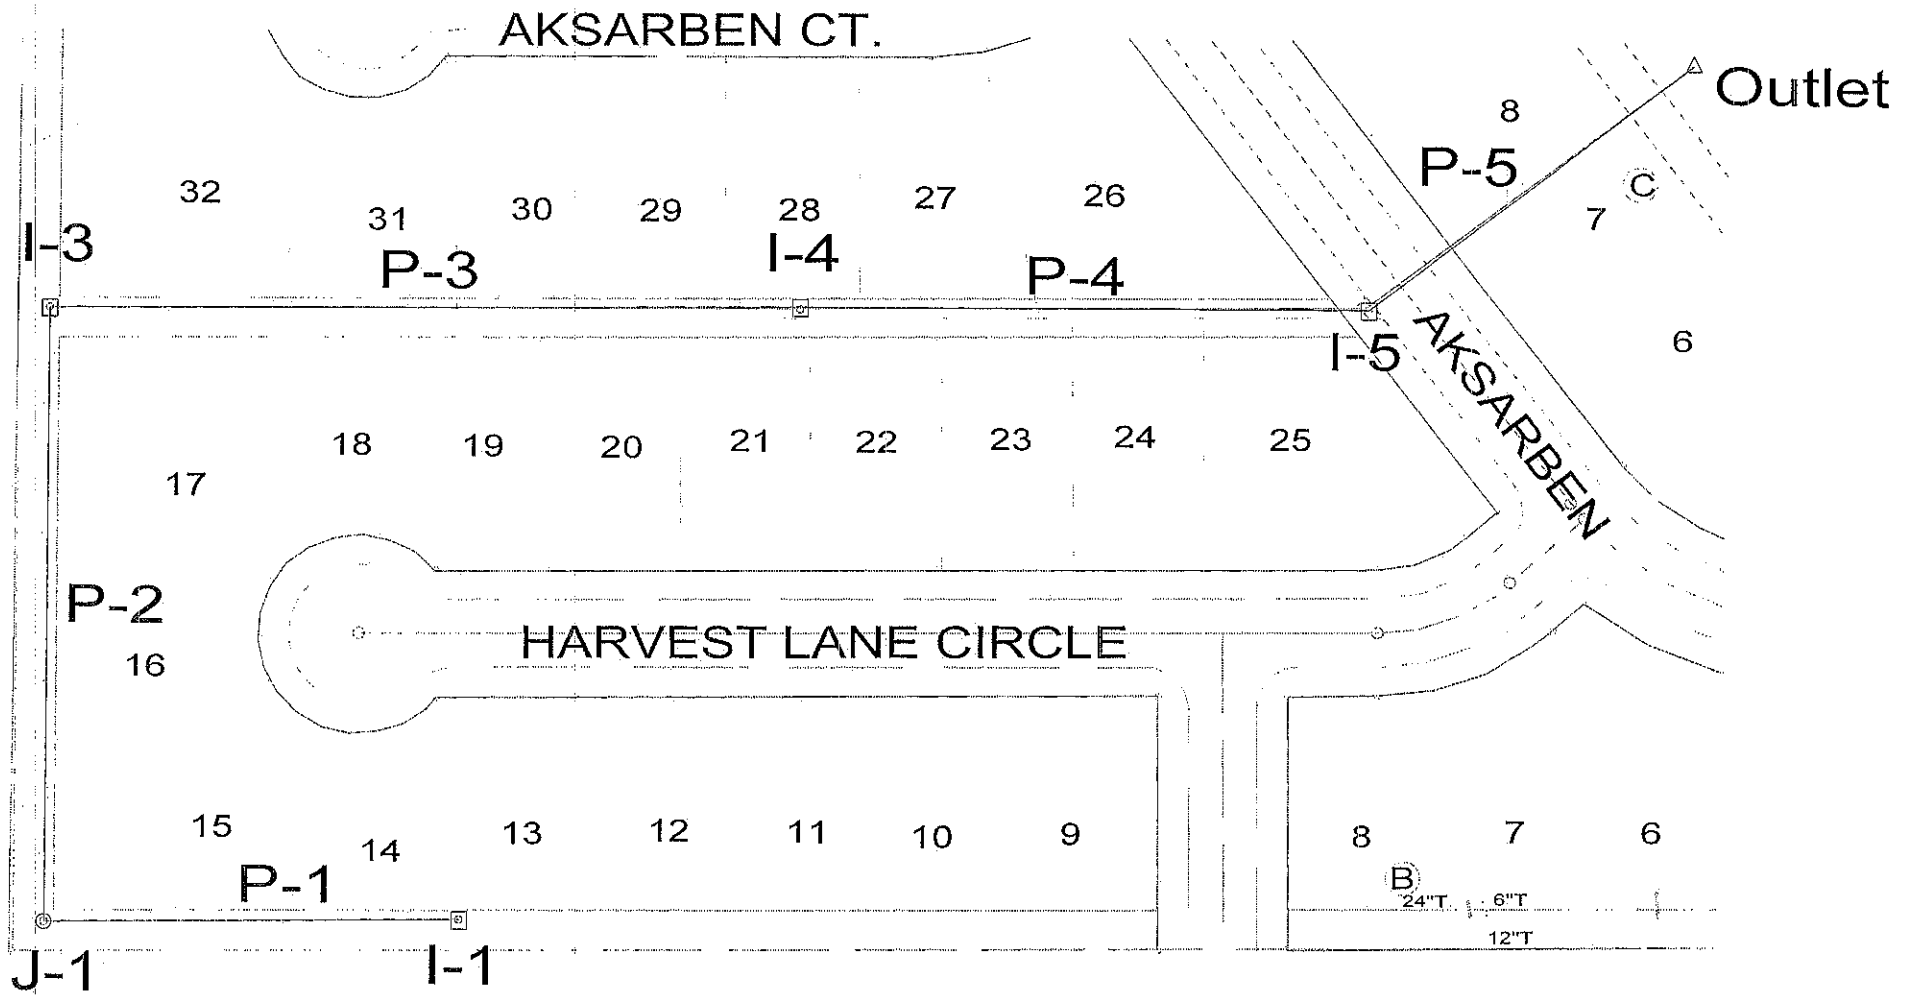 AKSARBEN CT.
Outlet
8
P-5
C
7
32
31
30
29
28
27
26
I-3
P-3
I-4
P-4
I-5
AKSARBEN
6
17
18
19
20
21
22
23
24
25
P-2
16
HARVEST LANE CIRCLE
15
14
13
12
11
10
9
8
7
6
P-1
B
24"T
6"T
12"T
J-1
I-1